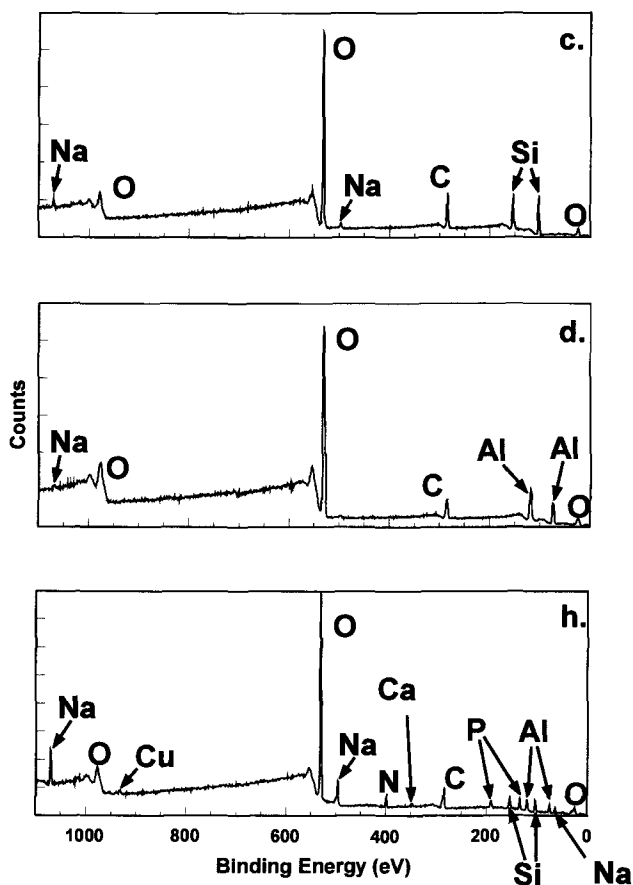 c.
O
Na
O
Na
C
Si
O
d.
O
Na
O
C
Al
Al
O
Counts
h.
O
Na
O
Cu
Na
N
Ca
C
P
Al
O
Si
Na
1000 800 600 400 200 0
Binding Energy (eV)